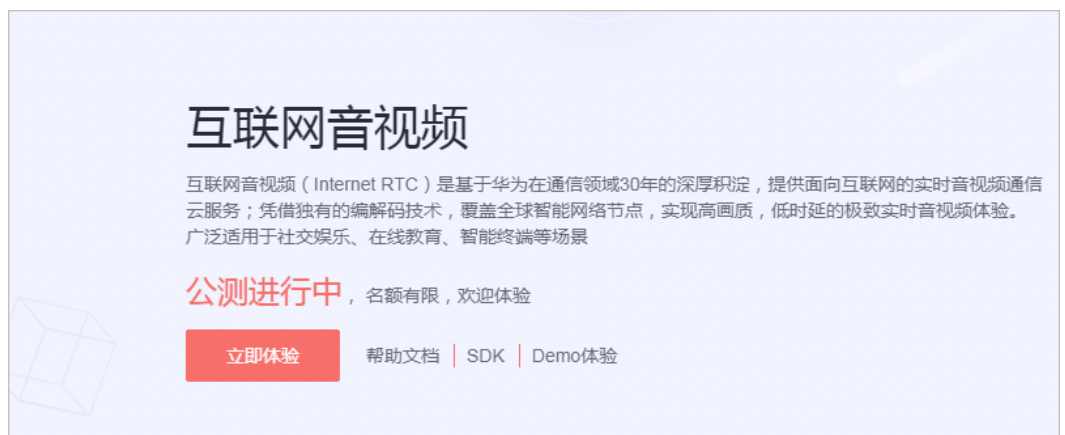 互联网音视频
互联网音视频（Internet RTC）是基于华为在通信领域30年的深厚积淀，提供面向互联网的实时音视频通信
云服务；凭借独有的编解码技术，覆盖全球智能网络节点，实现高画质，低时延的极致实时音视频体验。
广泛适用于社交娱乐、在线教育、智能终端等场景
公测进行中，名额有限，欢迎体验
立即体验 帮助文档 | SDK | Demo体验